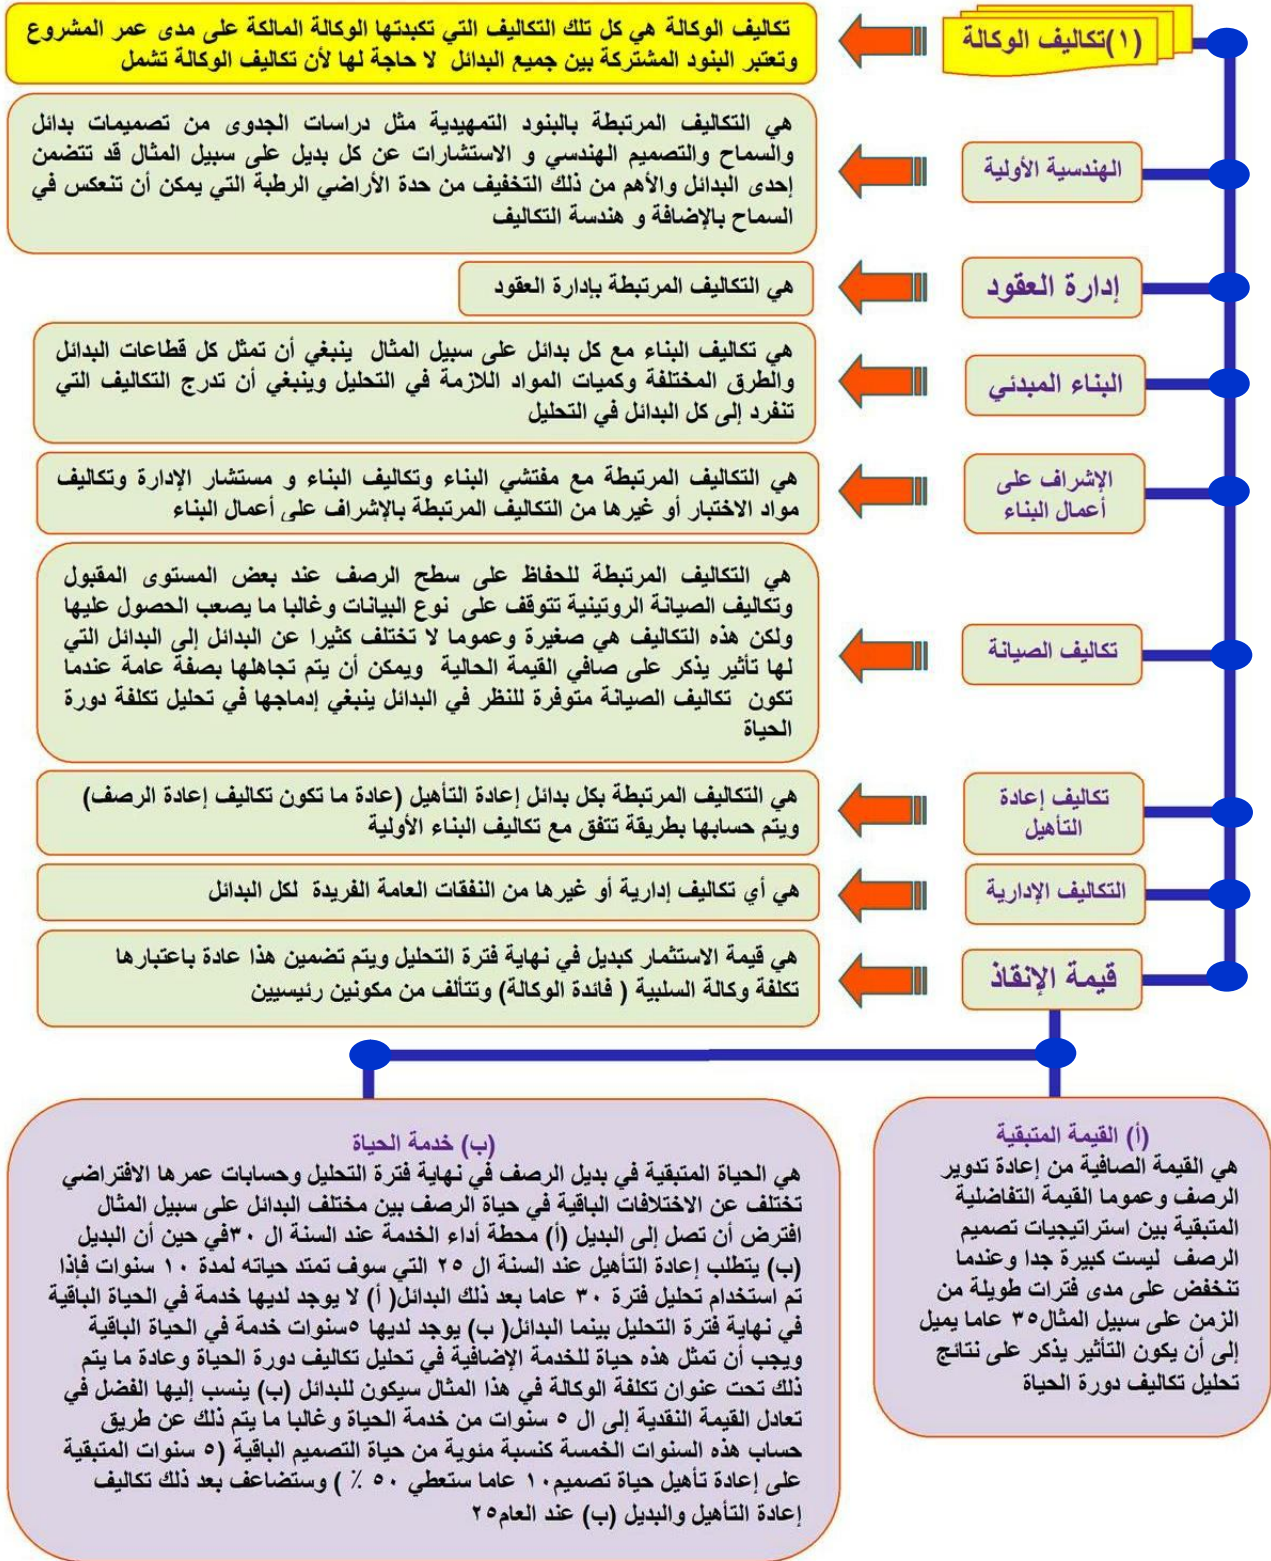 (١)تكاليف الوكالة
تكاليف الوكالة هي كل تلك التكاليف التي تكبدتها الوكالة المالكة على مدى عمر المشروع
وتعتبر البنود المشتركة بين جميع البدائل لا حاجة لها لأن تكاليف الوكالة تشمل
الهندسية الأولية
هي التكاليف المرتبطة بالبنود التمهيدية مثل دراسات الجدوى من تصميمات بدائل
والسماح والتصميم الهندسي و الاستشارات عن كل بديل على سبيل المثال قد تتضمن
إحدى البدائل والأهم من ذلك التخفيف من حدة الأراضي الرطبة التي يمكن أن تنعكس في
السماح بالإضافة و هندسة التكاليف
إدارة العقود
هي التكاليف المرتبطة بإدارة العقود
البناء المبدئي
هي تكاليف البناء مع كل بدائل على سبيل المثال ينبغي أن تمثل كل قطاعات البدائل
والطرق المختلفة وكميات المواد اللازمة في التحليل وينبغي أن تدرج التكاليف التي
تنفرد إلى كل البدائل في التحليل
الإشراف على
أعمال البناء
هي التكاليف المرتبطة مع مفتشي البناء وتكاليف البناء و مستشار الإدارة وتكاليف
مواد الاختبار أو غيرها من التكاليف المرتبطة بالإشراف على أعمال البناء
تكاليف الصيانة
هي التكاليف المرتبطة للحفاظ على سطح الرصف عند بعض المستوى المقبول
وتكاليف الصيانة الروتينية تتوقف على نوع البيانات وغالبا ما يصعب الحصول عليها
ولكن هذه التكاليف هي صغيرة وعموما لا تختلف كثيرا عن البدائل إلى البدائل التي
لها تأثير يذكر على صافي القيمة الحالية ويمكن أن يتم تجاهلها بصفة عامة عندما
تكون تكاليف الصيانة متوفرة للنظر في البدائل ينبغي إدماجها في تحليل تكلفة دورة
الحياة
تكاليف إعادة
التأهيل
هي التكاليف المرتبطة بكل بدائل إعادة التأهيل (عادة ما تكون تكاليف إعادة الرصف)
ويتم حسابها بطريقة تتفق مع تكاليف البناء الأولية
التكاليف الإدارية
هي أي تكاليف إدارية أو غيرها من النفقات العامة الفريدة لكل البدائل
قيمة الإنقاذ
هي قيمة الاستثمار كبديل في نهاية فترة التحليل ويتم تضمين هذا عادة باعتبارها
تكلفة وكالة السلبية ( فائدة الوكالة) وتتألف من مكونين رئيسيين
(أ) القيمة المتبقية
هي القيمة الصافية من إعادة تدوير
الرصف وعموما القيمة التفاضلية
المتبقية بين استراتيجيات تصميم
الرصف ليست كبيرة جدا وعندما
تنخفض على مدى فترات طويلة من
الزمن على سبيل المثال٣٥ عاما يميل
إلى أن يكون التأثير يذكر على نتائج
تحليل تكاليف دورة الحياة
(ب) خدمة الحياة
هي الحياة المتبقية في بديل الرصف في نهاية فترة التحليل وحسابات عمرها الافتراضي
تختلف عن الاختلافات الباقية في حياة الرصف بين مختلف البدائل على سبيل المثال
افترض أن تصل إلى البديل (أ) محطة أداء الخدمة عند السنة ال ٣٠في حين أن البديل
(ب) يتطلب إعادة التأهيل عند السنة ال ٢٥ التي سوف تمتد حياته لمدة ١٠ سنوات فإذا
تم استخدام تحليل فترة ٣٠ عاما بعد ذلك البدائل( أ) لا يوجد لديها خدمة في الحياة الباقية
في نهاية فترة التحليل بينما البدائل( ب) يوجد لديها ٥سنوات خدمة في الحياة الباقية
ويجب أن تمثل هذه حياة للخدمة الإضافية في تحليل تكاليف دورة الحياة وعادة ما يتم
ذلك تحت عنوان تكلفة الوكالة في هذا المثال سيكون للبدائل (ب) ينسب إليها الفضل في
تعادل القيمة النقدية إلى ال ٥ سنوات من خدمة الحياة وغالبا ما يتم ذلك عن طريق
حساب هذه السنوات الخمسة كنسبة مئوية من حياة التصميم الباقية (٥ سنوات المتبقية
على إعادة تأهيل حياة تصميم١٠ عاما ستعطي ٥٠ ٪ ) وستضاعف بعد ذلك تكاليف
إعادة التأهيل والبديل (ب) عند العام٢٥